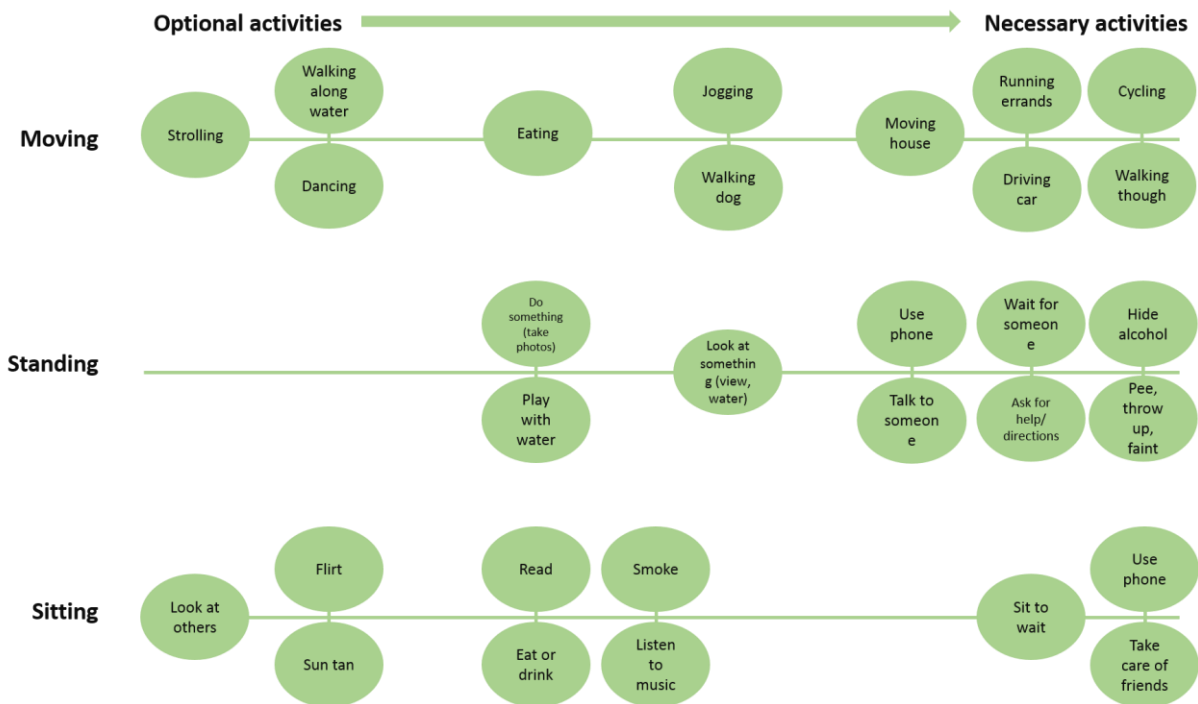 Optional activities
Necessary activities
Moving
Strolling
Walking
along
water
Dancing
Eating
Jogging
Walking
dog
Moving
house
Running
errands
Driving
car
Cycling
Walking
though
Standing
Do
something
(take
photos)
Play
with
water
Look at
somethin
g (view,
water)
Use
phone
Talk to
someon
e
Wait for
someon
e
Ask for
help/
directions
Hide
alcohol
Pee,
throw
up,
faint
Sitting
Look at
others
Flirt
Sun tan
Read
Eat or
drink
Smoke
Listen
to
music
Sit to
wait
Use
phone
Take
care of
friends